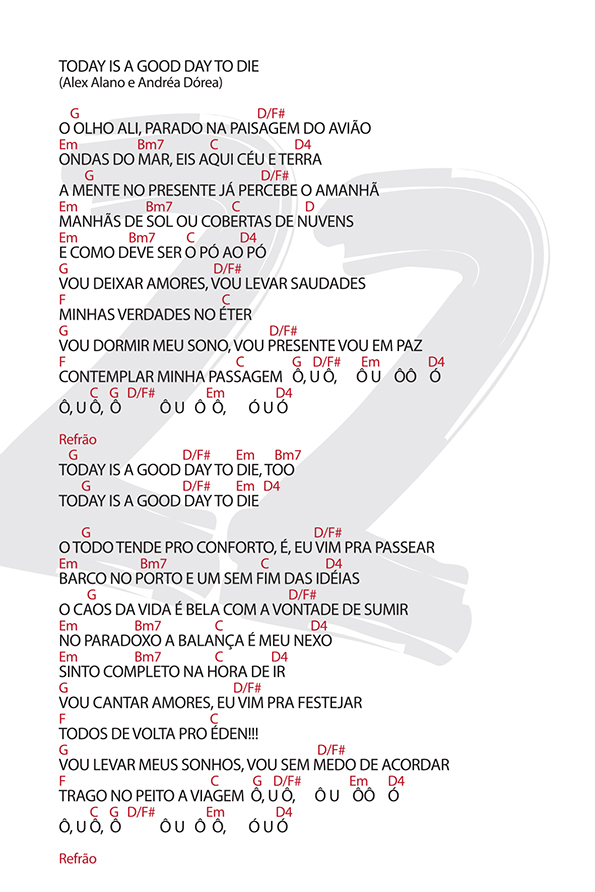 TODAY IS A GOOD DAY TO DIE
(Alex Alano e Andréa Dórea)
G D/F#
O OLHO ALI, PARADO NA PAISAGEM DO AVIÃO
Em Bm7 C D4
ONDAS DO MAR, EIS AQUI CÉU E TERRA
G D/F#
A MENTE NO PRESENTE JÁ PERCEBE O AMANHÃ
Em Bm7 C D
MANHÃS DE SOL OU COBERTAS DE NUVENS
Em Bm7 C D4
E COMO DEVE SER O PÓ AO PÓ
G D/F#
VOU DEIXAR AMORES, VOU LEVAR SAUDADES
F C
MINHAS VERDADES NO ÉTER
G D/F#
VOU DORMIR MEU SONO, VOU PRESENTE VOU EM PAZ
F C G D/F# Em D4
CONTEMPLAR MINHA PASSAGEM Ô, U Ô, Ô U ÔÔ Ó
C G D/F# Em D4
Ô, U Ô, Ô Ô U Ô Ô, Ó U Ó
Refrão
G D/F# Em Bm7
TODAY IS A GOOD DAY TO DIE, TOO
G D/F# Em D4
TODAY IS A GOOD DAY TO DIE
G D/F#
O TODO TENDE PRO CONFORTO, É, EU VIM PRA PASSEAR
Em Bm7 C D4
BARCO NO PORTO E UM SEM FIM DAS IDÉIAS
G D/F#
O CAOS DA VIDA É BELA COM A VONTADE DE SUMIR
Em Bm7 C D4
NO PARADOXO A BALANÇA É MEU NEXO
Em Bm7 C D4
SINTO COMPLETO NA HORA DE IR
G D/F#
VOU CANTAR AMORES, EU VIM PRA FESTEJAR
F C
TODOS DE VOLTA PRO ÉDEN!!!
G D/F#
VOU LEVAR MEUS SONHOS, VOU SEM MEDO DE ACORDAR
F C G D/F# Em D4
TRAGO NO PEITO A VIAGEM Ô, U Ô, Ô U ÔÔ Ó
C G D/F# Em D4
Ô, U Ô, Ô Ô U Ô Ô, Ó U Ó
Refrão